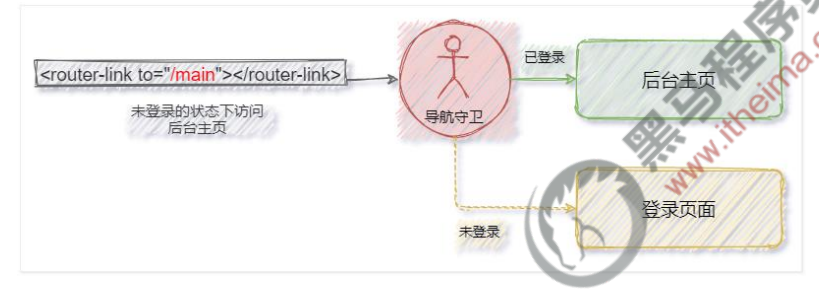 <router-link to="/main"></router-link>
未登录的状态下访问
后台主页
导航守卫
已登录
后台主页
未登录
登录页面
黑马程序
www.itheima.c